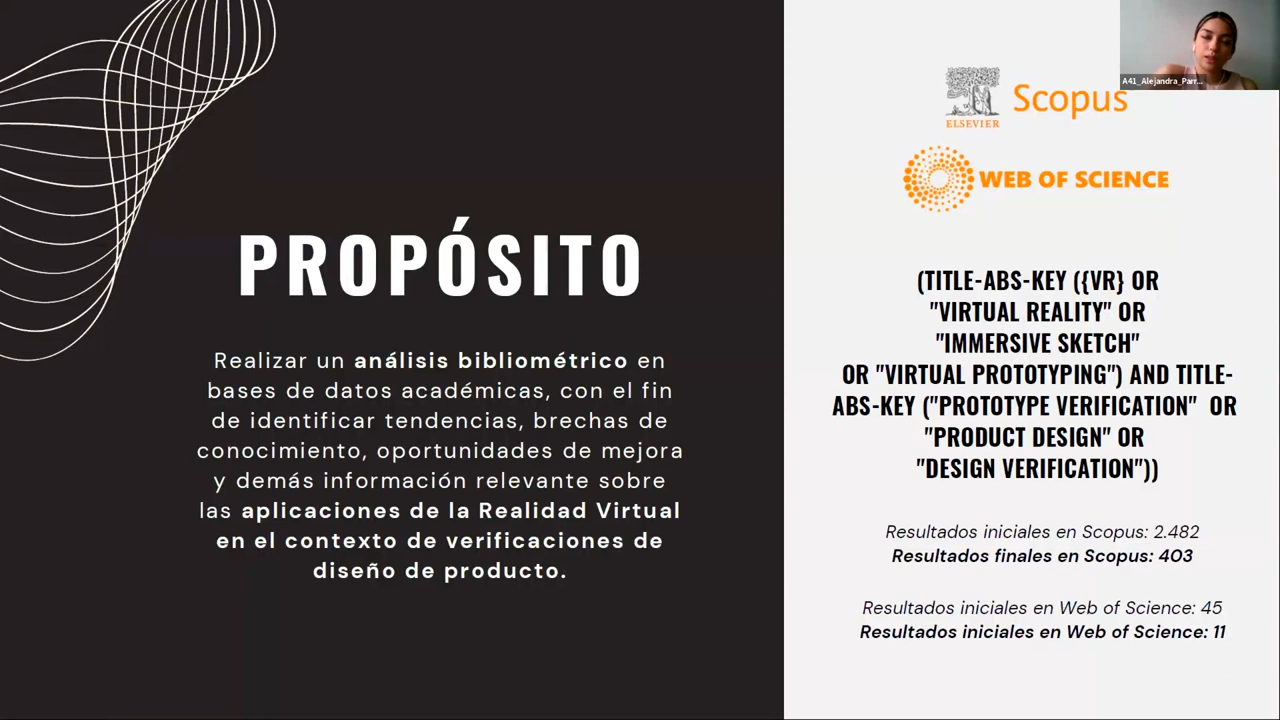 PROPÓSITO
Realizar un análisis bibliométrico en
bases de datos académicas, con el fin
de identificar tendencias, brechas de
conocimiento, oportunidades de mejora
y demás información relevante sobre
las aplicaciones de la Realidad Virtual
en el contexto de verificaciones de
diseño de producto.
A41_Alejandra_Parr...
ELSEVIER
Scopus
WEB OF SCIENCE
(TITLE-ABS-KEY ({VR} OR
"VIRTUAL REALITY" OR
"IMMERSIVE SKETCH"
OR "VIRTUAL PROTOTYPING") AND TITLE-
ABS-KEY ("PROTOTYPE VERIFICATION" OR
"PRODUCT DESIGN" OR
"DESIGN VERIFICATION"))
Resultados iniciales en Scopus: 2.482
Resultados finales en Scopus: 403
Resultados iniciales en Web of Science: 45
Resultados iniciales en Web of Science: 11